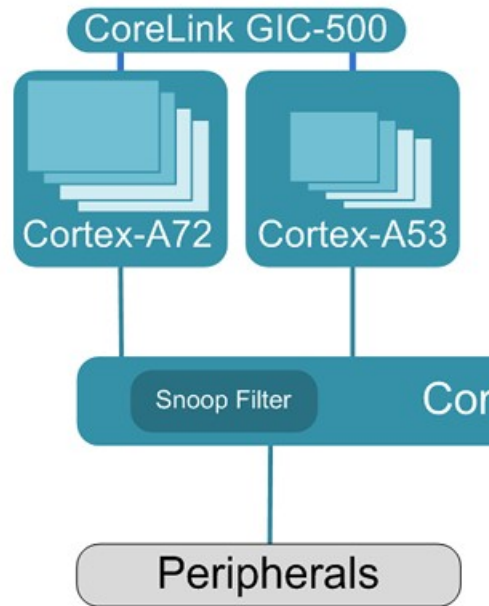 CoreLink GIC-500
Cortex-A72
Cortex-A53
Snoop Filter
Cor
Peripherals